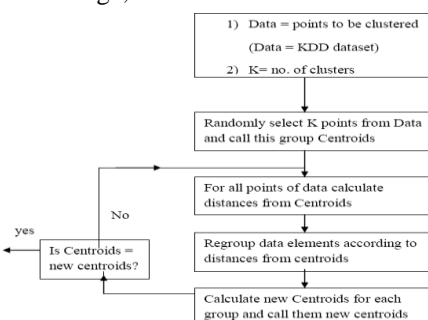 1) Data = points to be clustered
(Data = KDD dataset)
2) K= no. of clusters
Randomly select K points from Data
and call this group Centroids
For all points of data calculate
distances from Centroids
No
yes
Is Centroids =
new centroids?
Regroup data elements according to
distances from centroids
Calculate new Centroids for each
group and call them new centroids